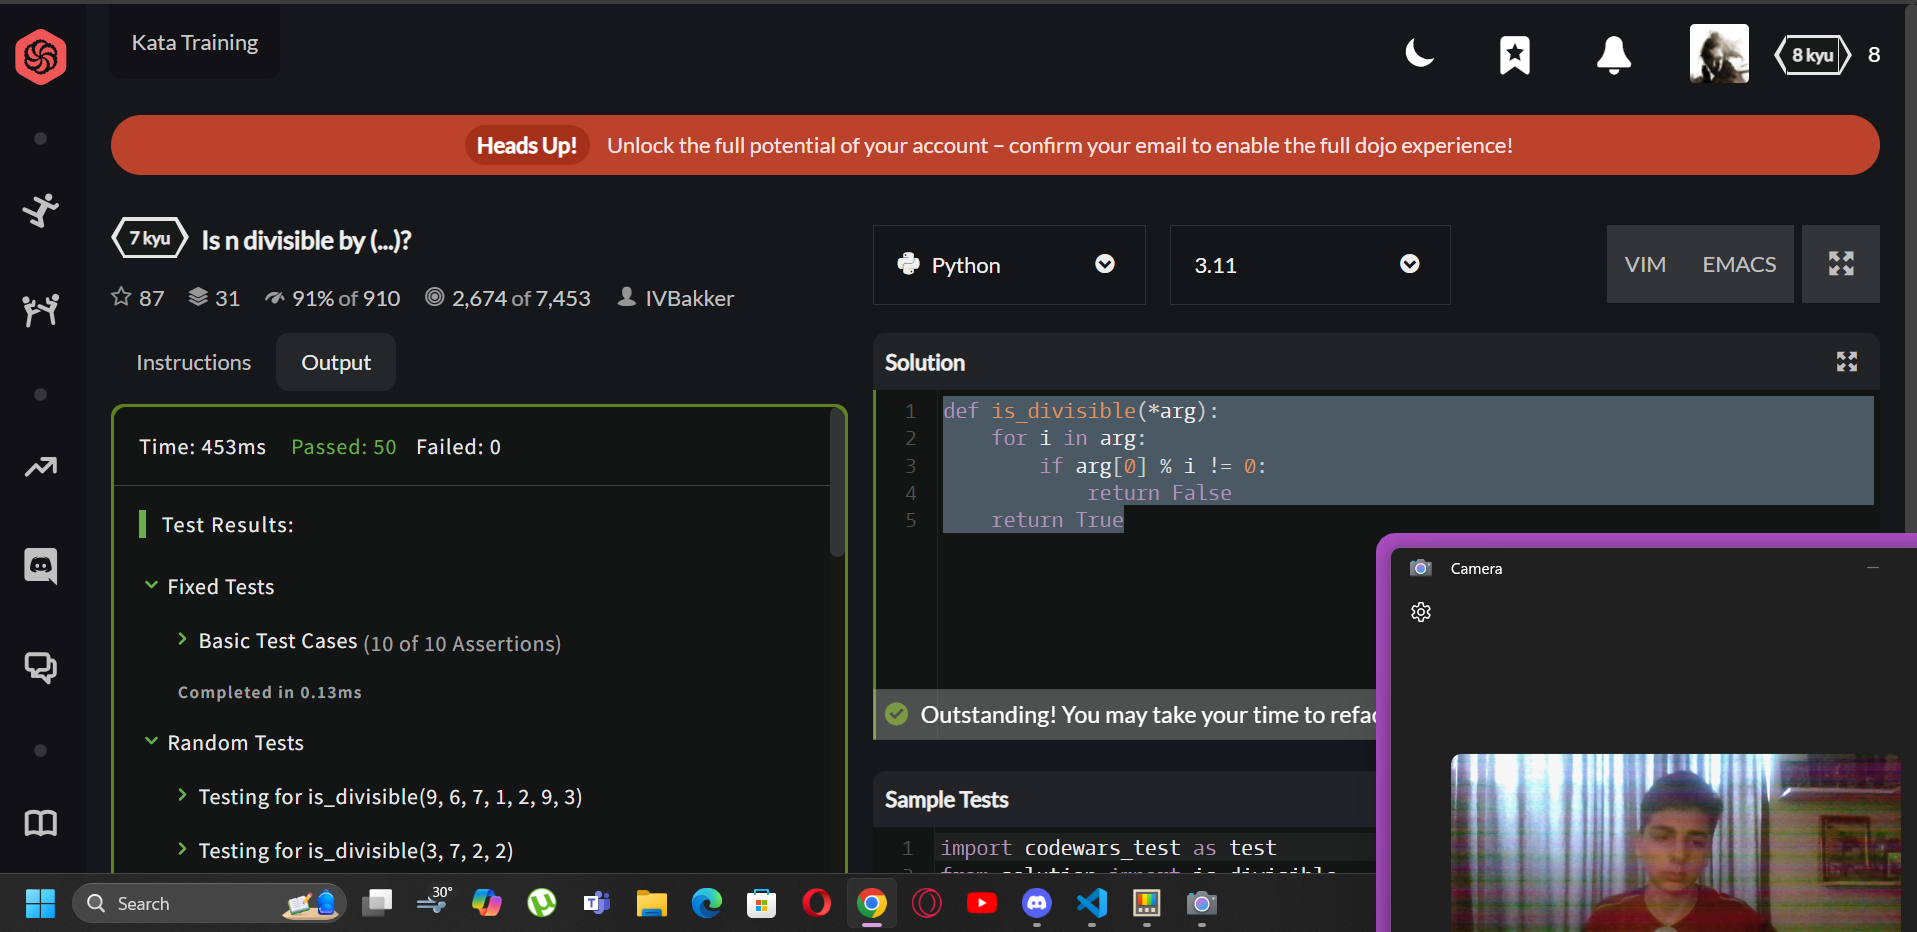 Kata Training
8 kyu
8
Heads Up! Unlock the full potential of your account – confirm your email to enable the full dojo experience!
7 kyu
Is n divisible by (...)?
87
31
91% of 910
2,674 of 7,453
IVBakker
Python
3.11
VIM
EMACS
Instructions
Output
Time: 453ms Passed: 50 Failed: 0
Test Results:
Fixed Tests
Basic Test Cases (10 of 10 Assertions)
Completed in 0.13ms
Random Tests
Testing for is_divisible(9, 6, 7, 1, 2, 9, 3)
Testing for is_divisible(3, 7, 2, 2)
Solution
1 def is_divisible(*arg):
2 for i in arg:
3 if arg[0] % i != 0:
4 return False
5 return True
Outstanding! You may take your time to refac
Sample Tests
1 import codewars_test as test
Camera
Search
30°